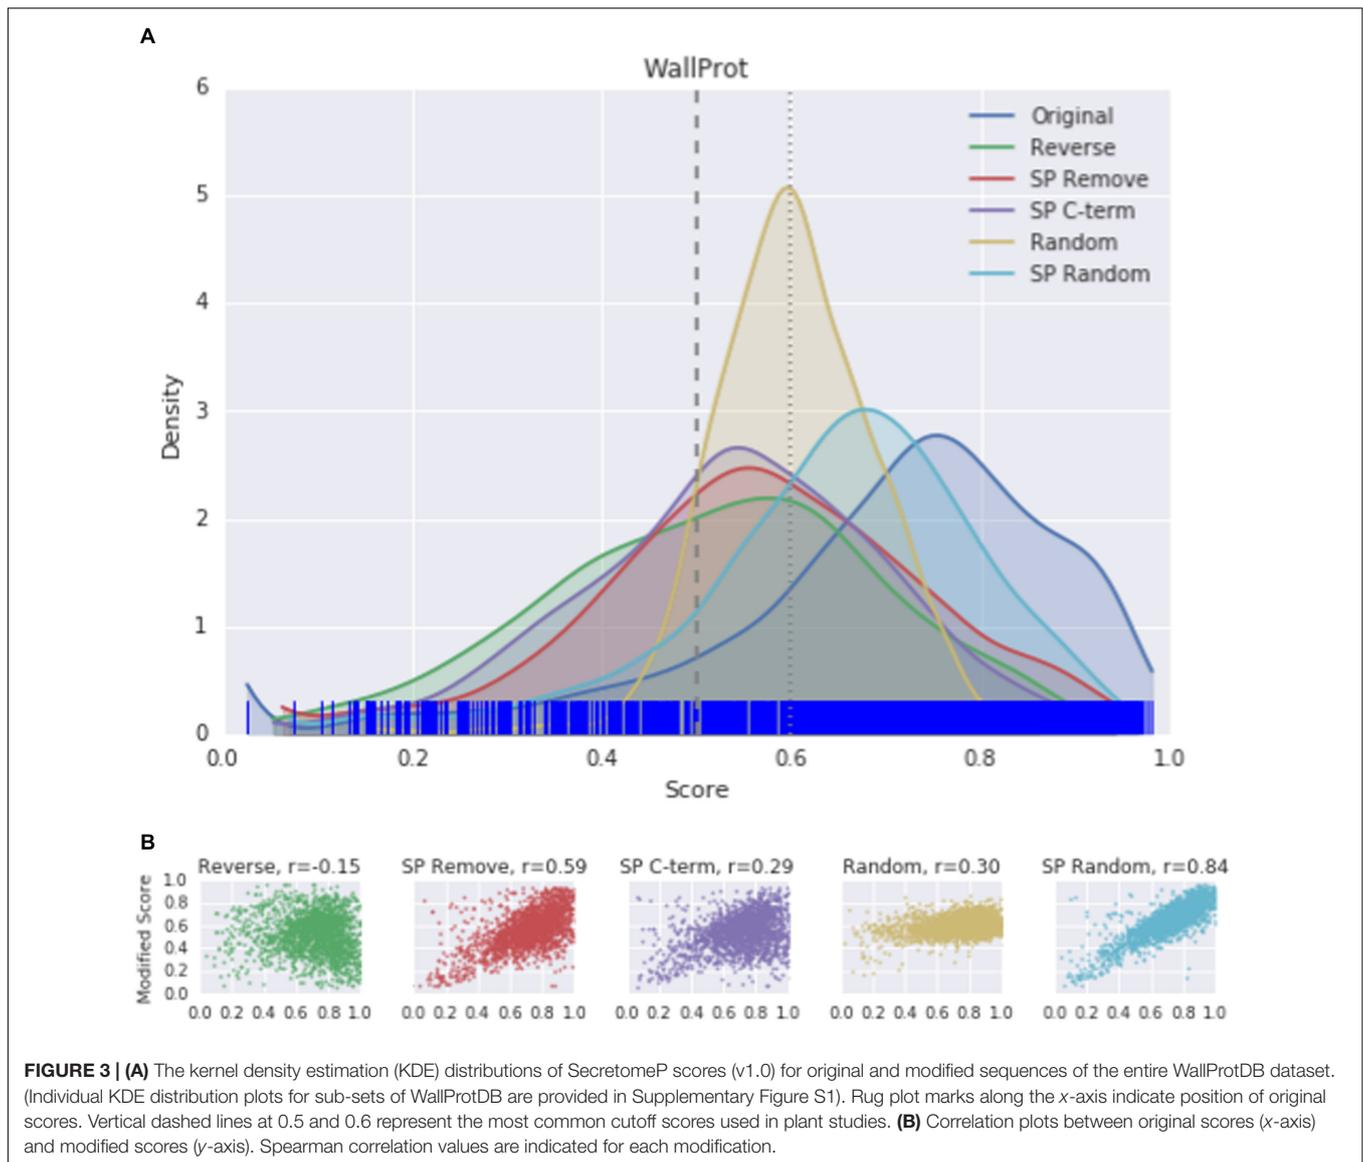 A
WallProt
6
5
4
3
2
1
0
Density
Original
Reverse
SP Remove
SP C-term
Random
SP Random
0.0 0.2 0.4 0.6 0.8 1.0
Score
B
Reverse, r=-0.15 SP Remove, r=0.59 SP C-term, r=0.29 Random, r=0.30 SP Random, r=0.84
Modified Score
1.0
0.8
0.6
0.4
0.2
0.0
0.0 0.2 0.4 0.6 0.8 1.0 0.0 0.2 0.4 0.6 0.8 1.0 0.0 0.2 0.4 0.6 0.8 1.0 0.0 0.2 0.4 0.6 0.8 1.0 0.0 0.2 0.4 0.6 0.8 1.0
FIGURE 3 | (A) The kernel density estimation (KDE) distributions of SecretomeP scores (v1.0) for original and modified sequences of the entire WallProtDB dataset.
(Individual KDE distribution plots for sub-sets of WallProtDB are provided in Supplementary Figure S1). Rug plot marks along the x-axis indicate position of original
scores. Vertical dashed lines at 0.5 and 0.6 represent the most common cutoff scores used in plant studies. (B) Correlation plots between original scores (x-axis)
and modified scores (y-axis). Spearman correlation values are indicated for each modification.